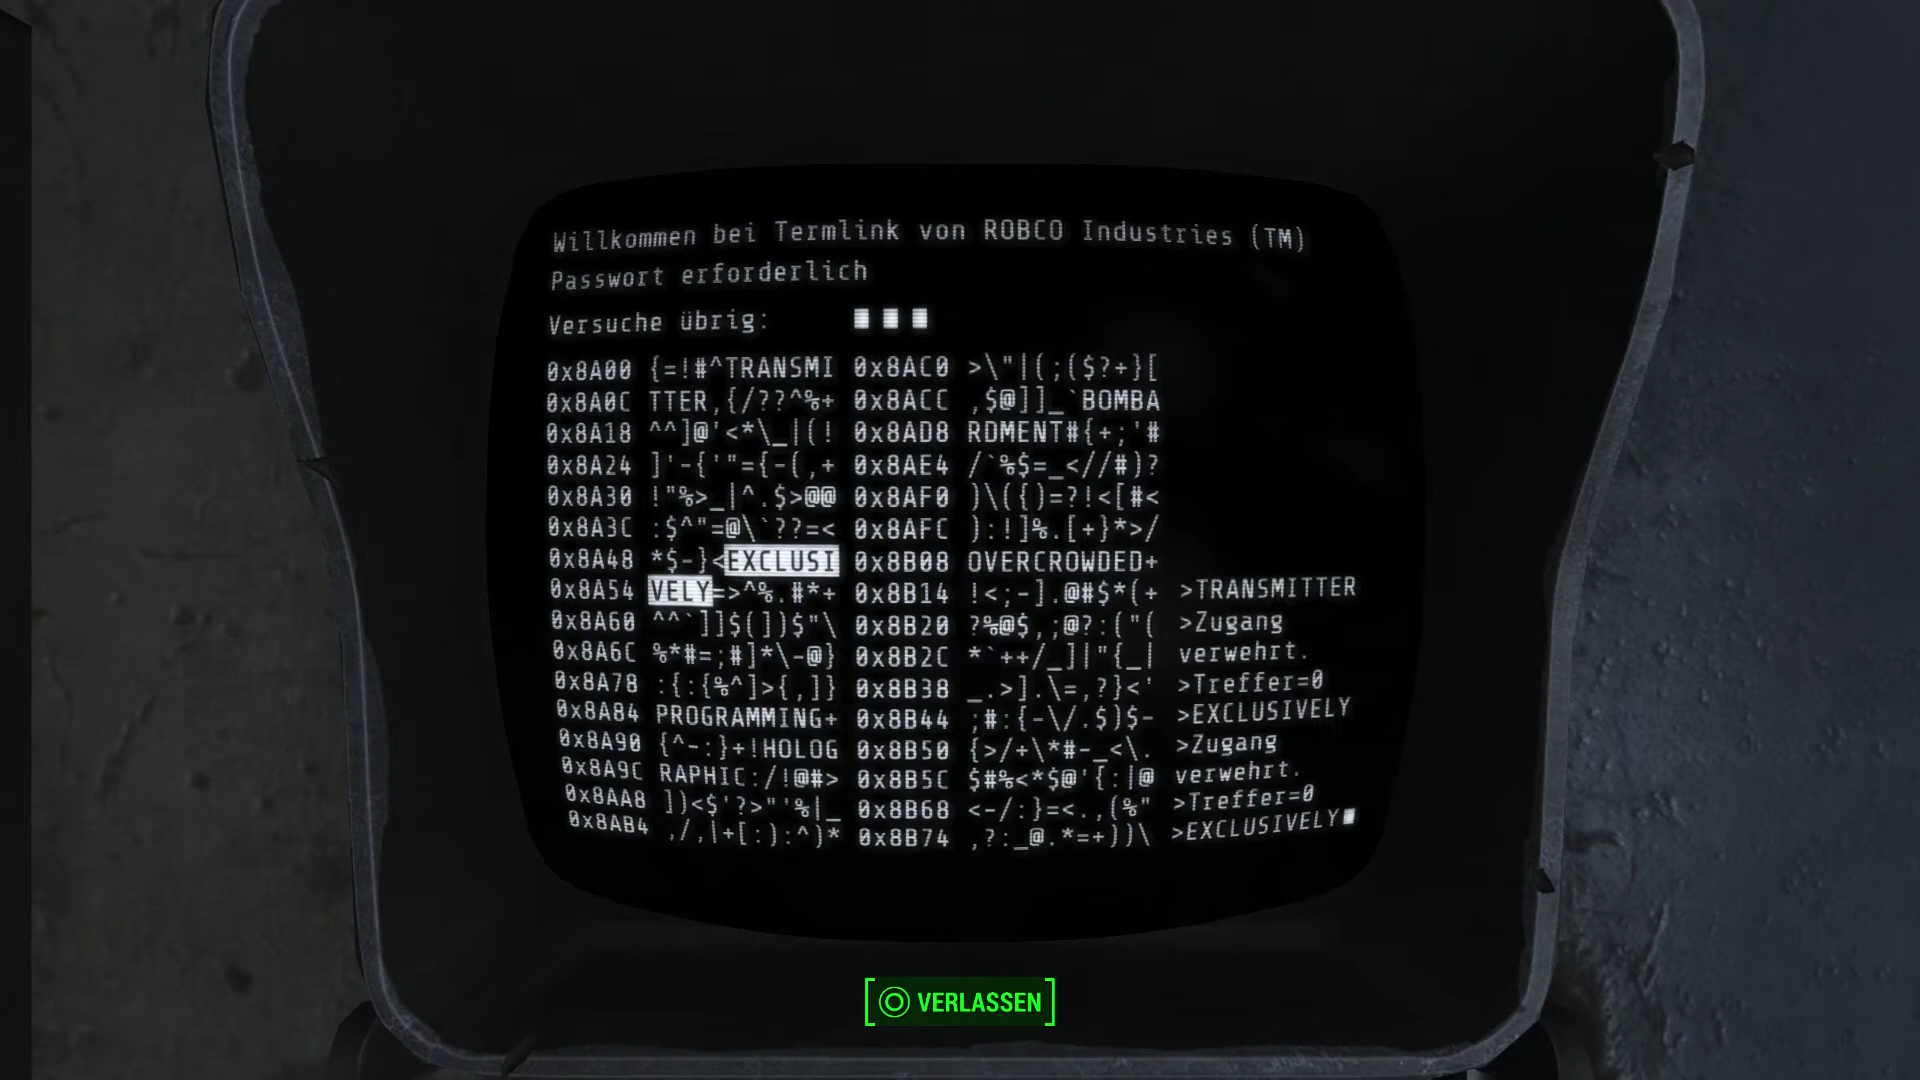 Willkommen bei Termlink von ROBCO Industries (TM)
Passwort erforderlich
Versuche übrig: ■ ■ ■
0x8A00 {=!#^TRANSMI 0x8AC0 >\"|(;($?+}[
0x8A0C TTER,{/??^%+ 0x8ACC ,$@]]_`BOMBA
0x8A18 ^^]@'<*\_|(! 0x8AD8 RDMENT#{+;'#
0x8A24 ]'-{'"={-(,+ 0x8AE4 /`%$=_<//#)?
0x8A30 !"%>_|^.$>@@ 0x8AF0 )\({)=?!<[#<
0x8A3C :$^"=@\`??=< 0x8AFC ):!]%.[+}*>/
0x8A48 *$-}<EXCLUSI 0x8B08 OVERCROWDED+
0x8A54 VELY=>^%.#*+ 0x8B14 !<;-].@#$*(+ >TRANSMITTER
0x8A60 ^^`]]$(])$"\ 0x8B20 ?%@$,;@?:("( >Zugang
0x8A6C %*#=;#]*\-@} 0x8B2C *`++/_]|"{_| verwehrt.
0x8A78 :{:{%^]>{,]} 0x8B38 _.>].\=,?}<' >Treffer=0
0x8A84 PROGRAMMING+ 0x8B44 ;#:{-\/.$)$- >EXCLUSIVELY
0x8A90 {^-:}+!HOLOG 0x8B50 {>/+\*#-_<\. >Zugang
0x8A9C RAPHIC:/!@#> 0x8B5C $#%<*$@'{:|@ verwehrt.
0x8AA8 ])<$'?>"'%|_ 0x8B68 <-/:}=<.,(%" >Treffer=0
0x8AB4 ,/,|+[:):^)* 0x8B74 ,?:_@.*=+))\ >EXCLUSIVELY■
VERLASSEN